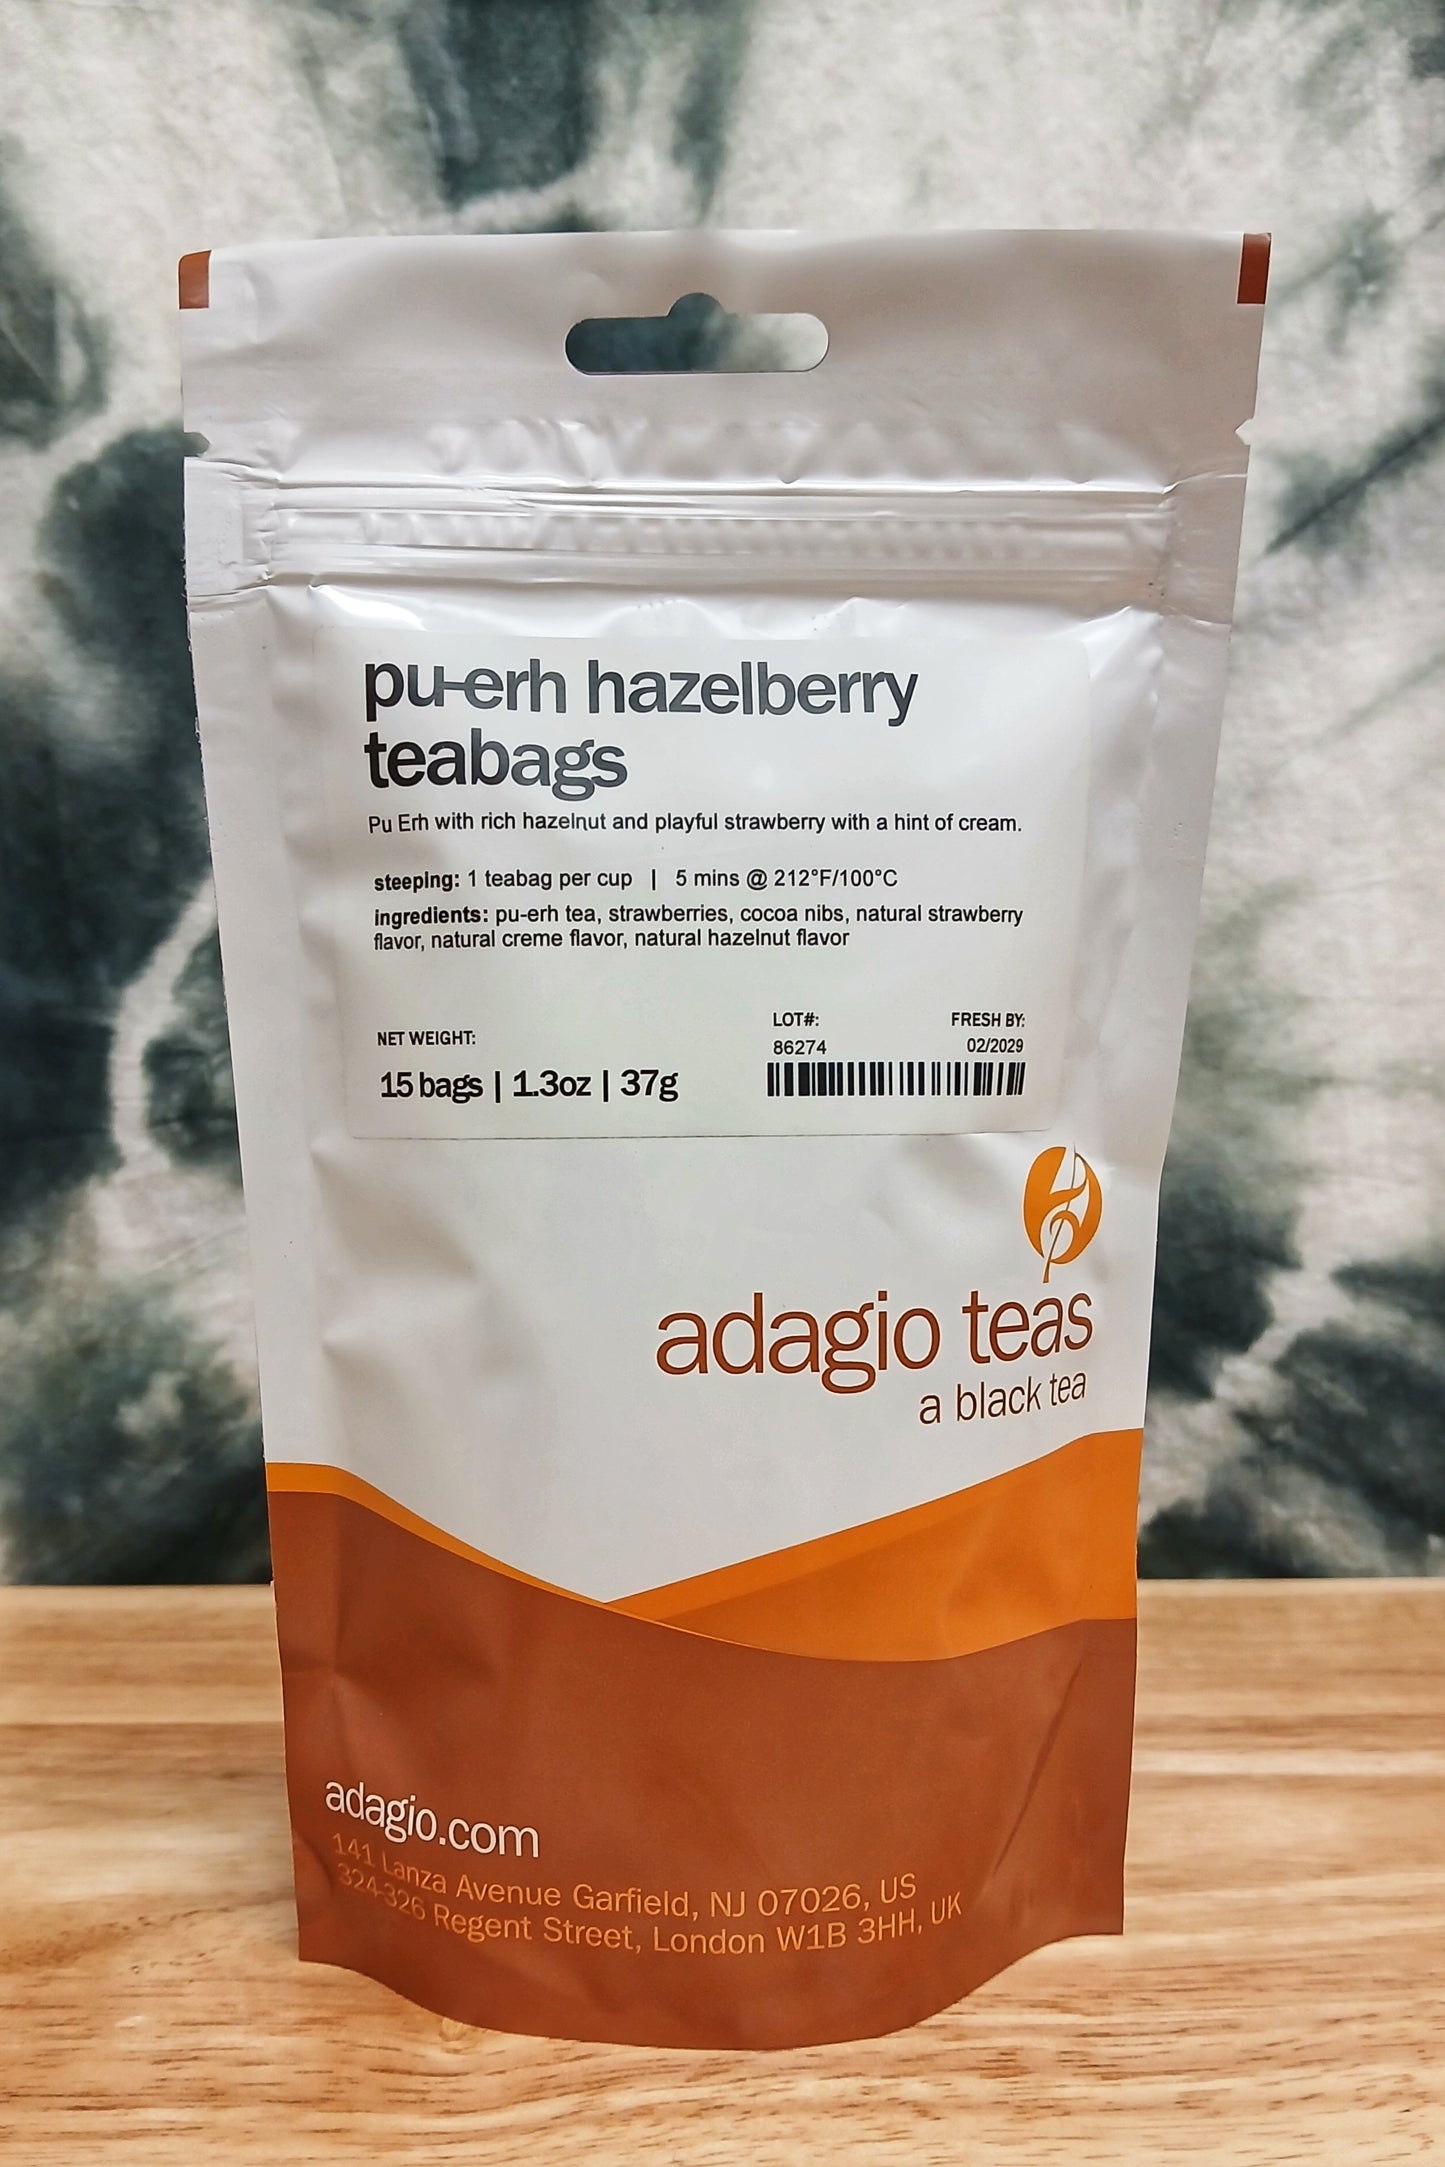 pu-erh hazelberry
teabags
Pu Erh with rich hazelnut and playful strawberry with a hint of cream.
steeping: 1 teabag per cup | 5 mins @ 212°F/100°C
ingredients: pu-erh tea, strawberries, cocoa nibs, natural strawberry
flavor, natural creme flavor, natural hazelnut flavor
NET WEIGHT:
15 bags | 1.3oz | 37g
LOT#:
86274
FRESH BY:
02/2029
adagio teas
a black tea
adagio.com
141 Lanza Avenue Garfield, NJ 07026, US
324-326 Regent Street, London W1B 3HH, UK